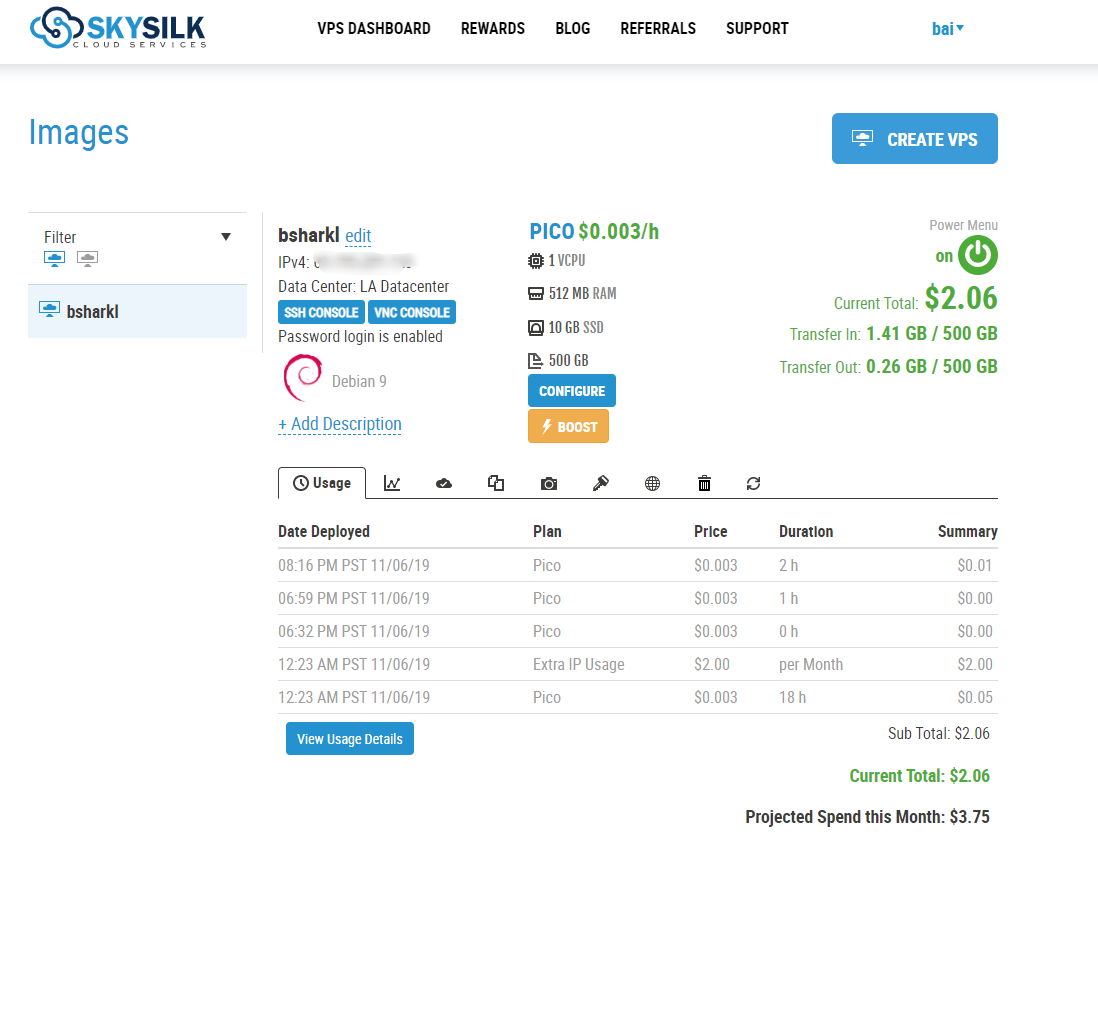 SKYSILK
CLOUD SERVICES
VPS DASHBOARD REWARDS BLOG REFERRALS SUPPORT bai
Images
CREATE VPS
Filter
bsharkl
bsharkl edit
IPv4:
Data Center: LA Datacenter
SSH CONSOLE VNC CONSOLE
Password login is enabled
Debian 9
+ Add Description
PICO $0.003/h
1 VCPU
512 MB RAM
10 GB SSD
500 GB
CONFIGURE
BOOST
Power Menu
on
Current Total: $2.06
Transfer In: 1.41 GB / 500 GB
Transfer Out: 0.26 GB / 500 GB
Usage
Date Deployed Plan Price Duration Summary
08:16 PM PST 11/06/19 Pico $0.003 2 h $0.01
06:59 PM PST 11/06/19 Pico $0.003 1 h $0.00
06:32 PM PST 11/06/19 Pico $0.003 0 h $0.00
12:23 AM PST 11/06/19 Extra IP Usage $2.00 per Month $2.00
12:23 AM PST 11/06/19 Pico $0.003 18 h $0.05
View Usage Details
Sub Total: $2.06
Current Total: $2.06
Projected Spend this Month: $3.75